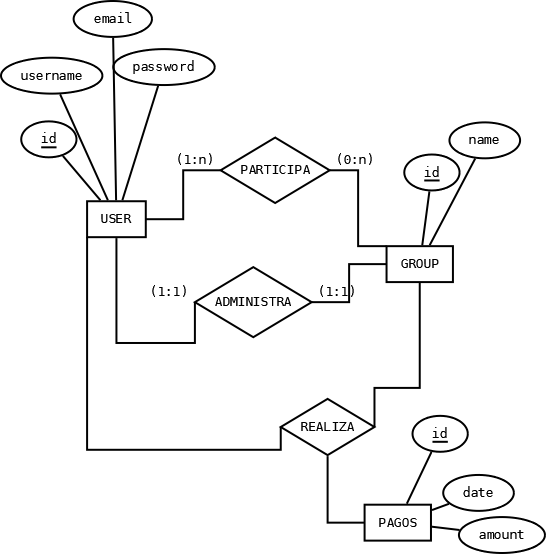 email
username
password
id
(1:n)
PARTICIPA
(0:n)
id
name
USER
GROUP
(1:1)
ADMINISTRA
(1:1)
REALIZA
id
date
PAGOS
amount